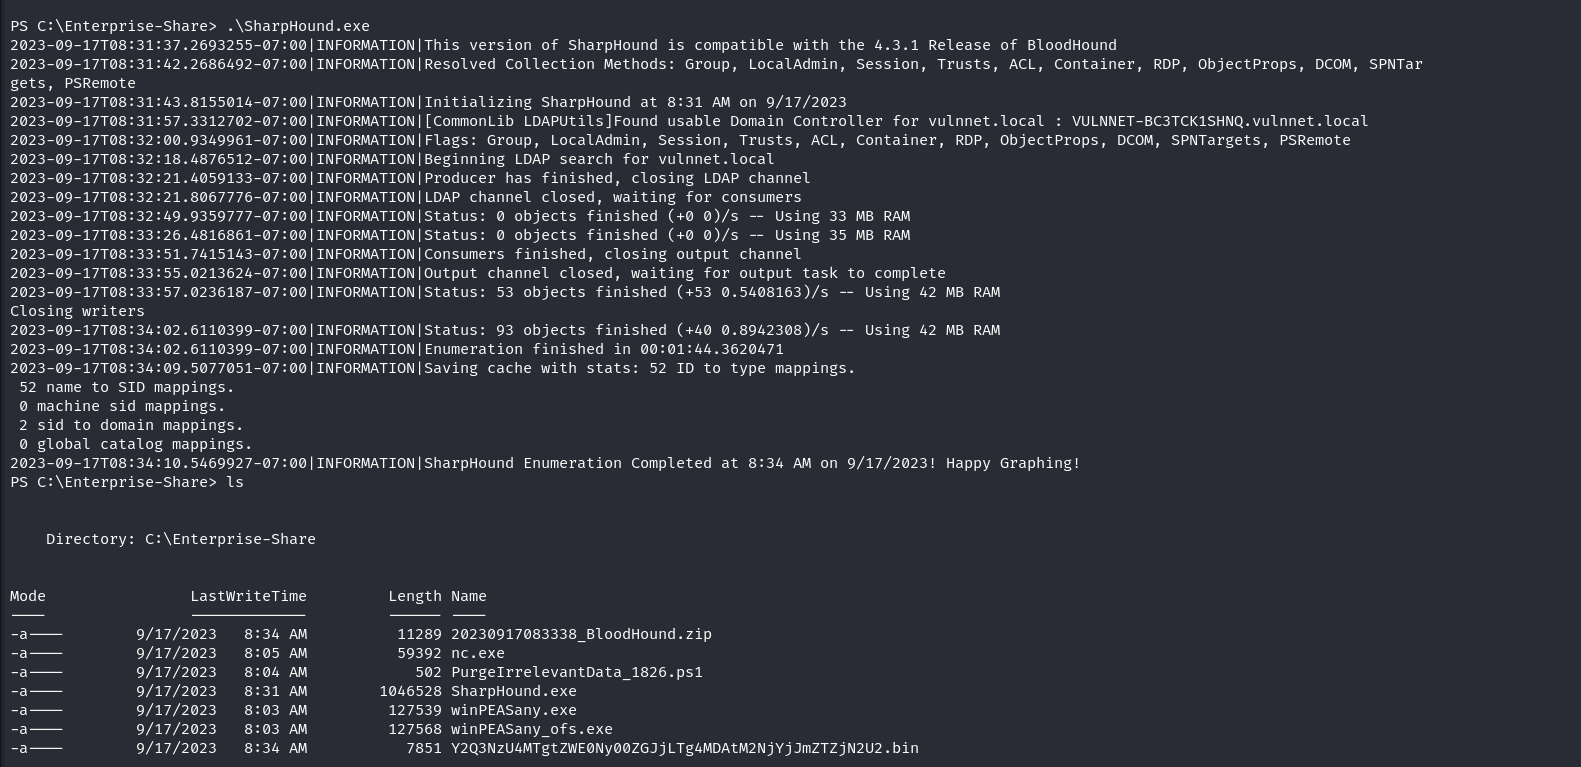 PS C:\Enterprise-Share> .\SharpHound.exe
2023-09-17T08:31:37.2693255-07:00|INFORMATION|This version of SharpHound is compatible with the 4.3.1 Release of BloodHound
2023-09-17T08:31:42.2686492-07:00|INFORMATION|Resolved Collection Methods: Group, LocalAdmin, Session, Trusts, ACL, Container, RDP, ObjectProps, DCOM, SPNTar
gets, PSRemote
2023-09-17T08:31:43.8155014-07:00|INFORMATION|Initializing SharpHound at 8:31 AM on 9/17/2023
2023-09-17T08:31:57.3312702-07:00|INFORMATION|[CommonLib LDAPUtils]Found usable Domain Controller for vulnnet.local : VULNNET-BC3TCK1SHNQ.vulnnet.local
2023-09-17T08:32:00.9349961-07:00|INFORMATION|Flags: Group, LocalAdmin, Session, Trusts, ACL, Container, RDP, ObjectProps, DCOM, SPNTargets, PSRemote
2023-09-17T08:32:18.4876512-07:00|INFORMATION|Beginning LDAP search for vulnnet.local
2023-09-17T08:32:21.4059133-07:00|INFORMATION|Producer has finished, closing LDAP channel
2023-09-17T08:32:21.8067776-07:00|INFORMATION|LDAP channel closed, waiting for consumers
2023-09-17T08:32:49.9359777-07:00|INFORMATION|Status: 0 objects finished (+0 0)/s -- Using 33 MB RAM
2023-09-17T08:33:26.4816861-07:00|INFORMATION|Status: 0 objects finished (+0 0)/s -- Using 35 MB RAM
2023-09-17T08:33:51.7415143-07:00|INFORMATION|Consumers finished, closing output channel
2023-09-17T08:33:55.0213624-07:00|INFORMATION|Output channel closed, waiting for output task to complete
2023-09-17T08:33:57.0236187-07:00|INFORMATION|Status: 53 objects finished (+53 0.5408163)/s -- Using 42 MB RAM
Closing writers
2023-09-17T08:34:02.6110399-07:00|INFORMATION|Status: 93 objects finished (+40 0.8942308)/s -- Using 42 MB RAM
2023-09-17T08:34:02.6110399-07:00|INFORMATION|Enumeration finished in 00:01:44.3620471
2023-09-17T08:34:09.5077051-07:00|INFORMATION|Saving cache with stats: 52 ID to type mappings.
 52 name to SID mappings.
 0 machine sid mappings.
 2 sid to domain mappings.
 0 global catalog mappings.
2023-09-17T08:34:10.5469927-07:00|INFORMATION|SharpHound Enumeration Completed at 8:34 AM on 9/17/2023! Happy Graphing!
PS C:\Enterprise-Share> ls
    Directory: C:\Enterprise-Share
Mode                LastWriteTime         Length Name
----                -------------         ------ ----
-a----        9/17/2023   8:34 AM          11289 20230917083338_BloodHound.zip
-a----        9/17/2023   8:05 AM          59392 nc.exe
-a----        9/17/2023   8:04 AM            502 PurgeIrrelevantData_1826.ps1
-a----        9/17/2023   8:31 AM        1046528 SharpHound.exe
-a----        9/17/2023   8:03 AM         127539 winPEASany.exe
-a----        9/17/2023   8:03 AM         127568 winPEASany_ofs.exe
-a----        9/17/2023   8:34 AM           7851 Y2Q3NzU4MTgtZWE0Ny00ZGJjLTg4MDAtM2NjYjJmZTZjN2U2.bin